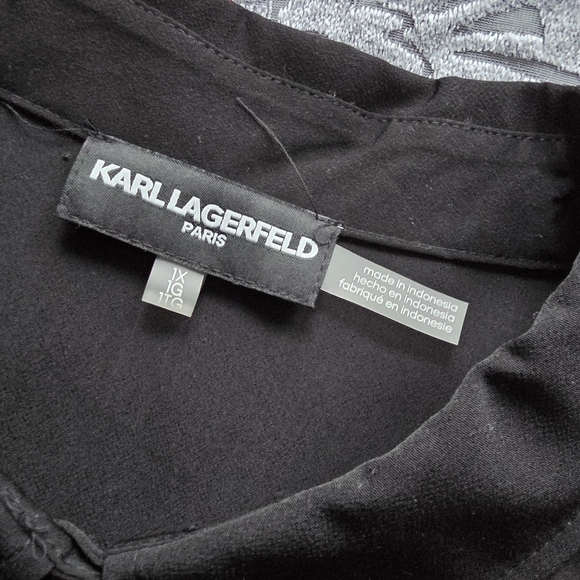 KARL LAGERFELD
PARIS
1X
1G
1TG
made in indonesia
hecho en indonesia
fabriqué en indonesie